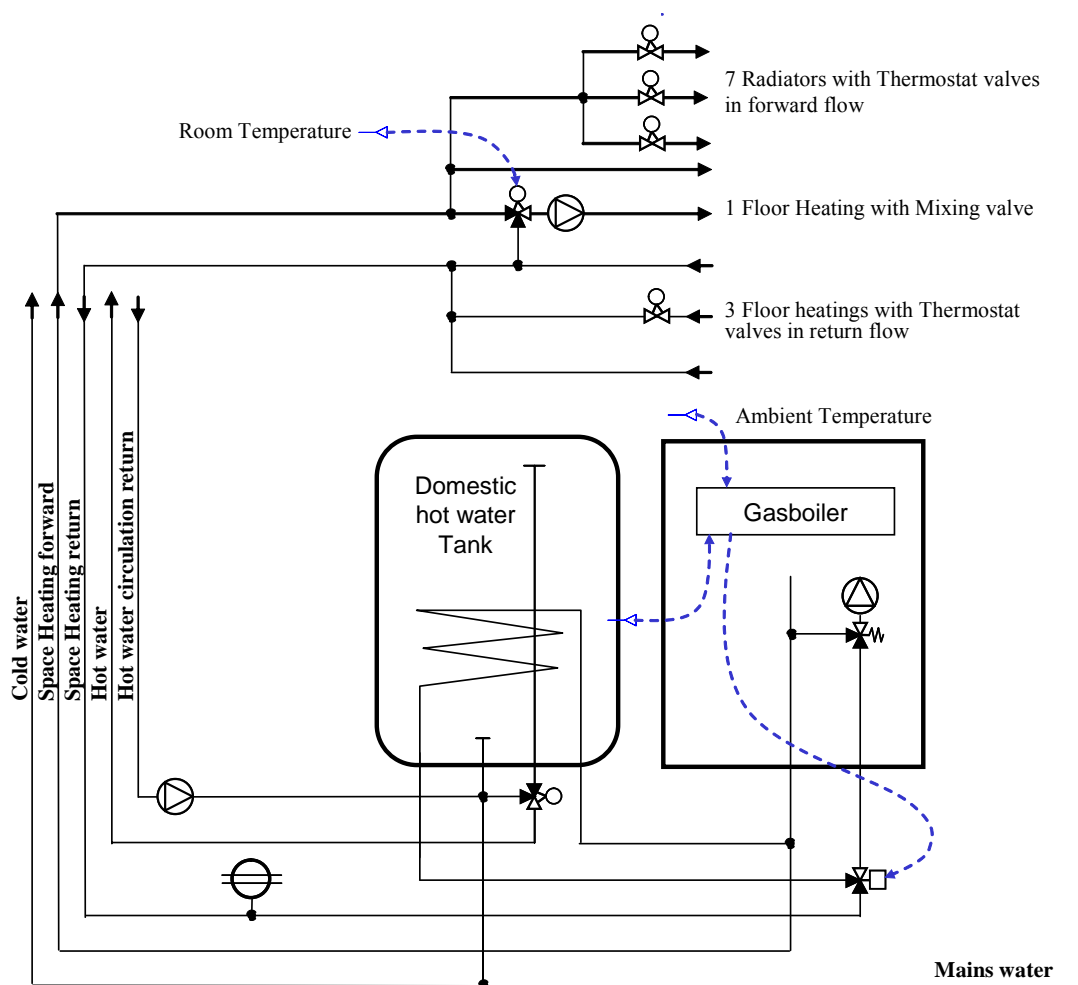 7 Radiators with Thermostat valves
in forward flow
Room Temperature
1 Floor Heating with Mixing valve
3 Floor heatings with Thermostat
valves in return flow
Ambient Temperature
Domestic
hot water
Tank
Gasboiler
Cold water
Space Heating forward
Space Heating return
Hot water
Hot water circulation return
Mains water